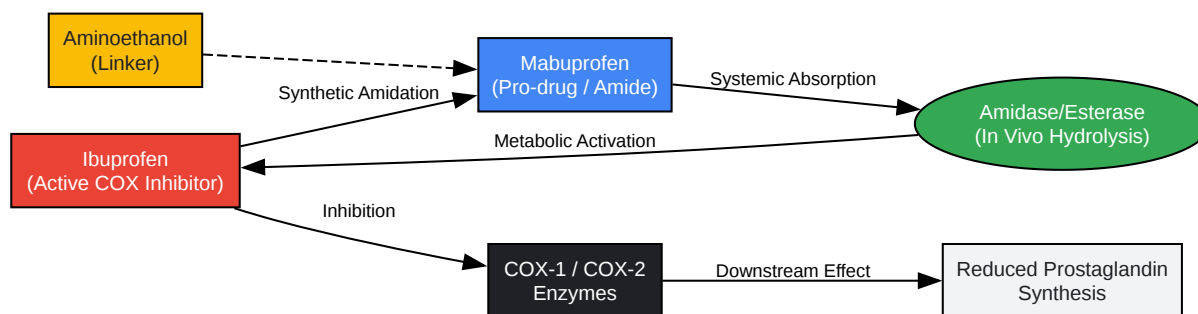 Aminoethanol
(Linker)
Mabuprofen
(Pro-drug / Amide)
Systemic Absorption
Synthetic Amidation
Amidase/Esterase
(In Vivo Hydrolysis)
Metabolic Activation
Ibuprofen
(Active COX Inhibitor)
Inhibition
COX-1 / COX-2
Enzymes
Downstream Effect
Reduced Prostaglandin
Synthesis